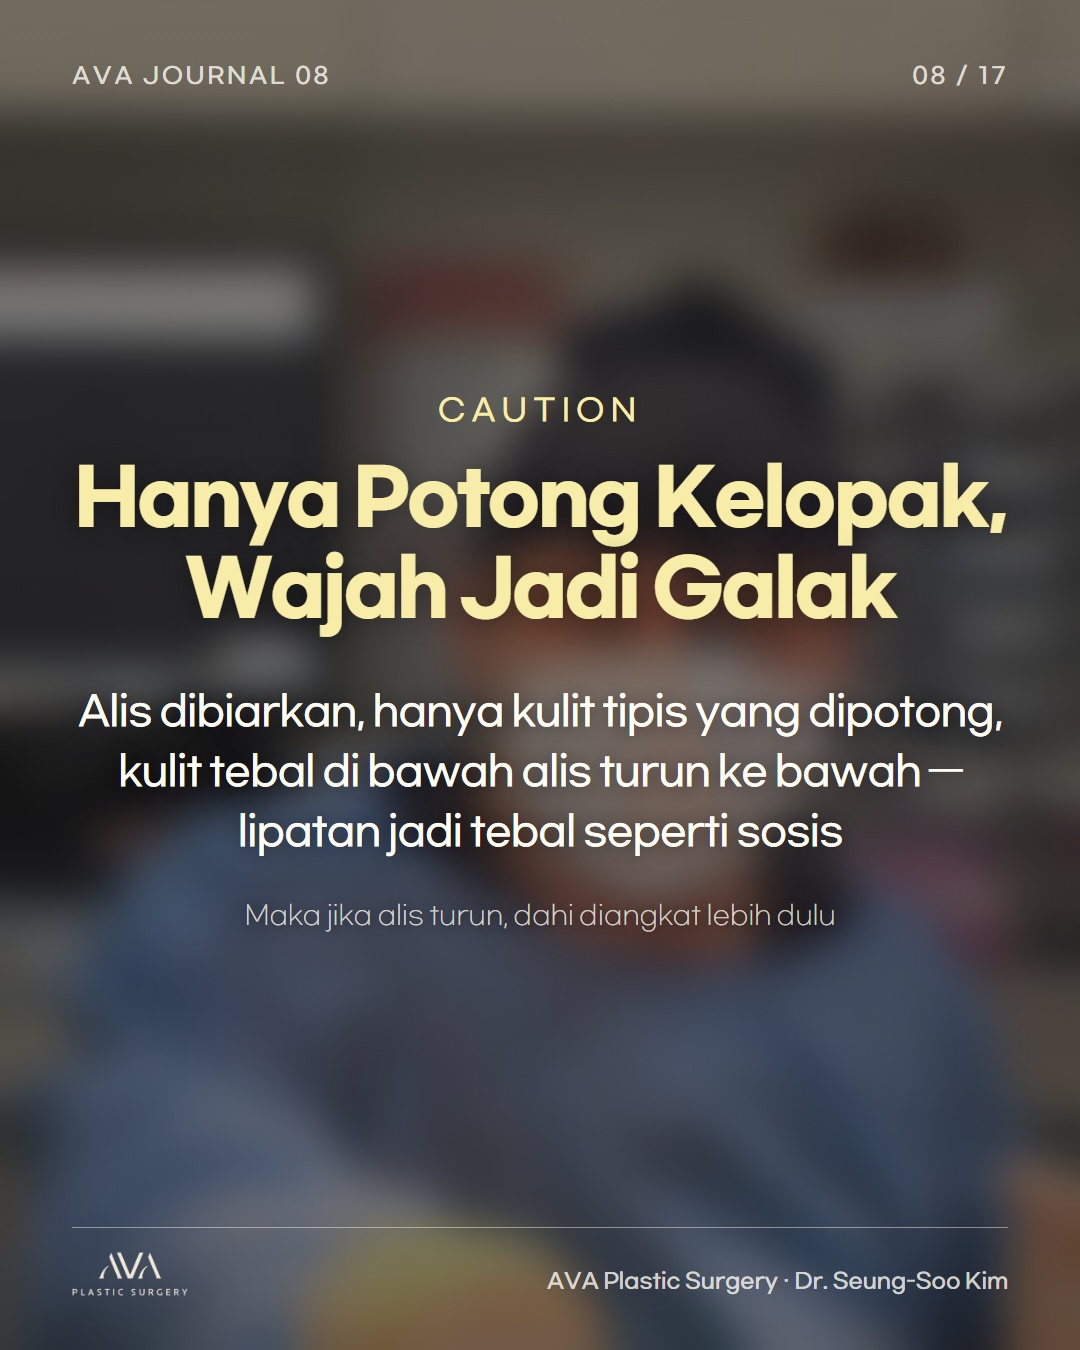 AVA JOURNAL 08
08 / 17
CAUTION
Hanya Potong Kelopak,
Wajah Jadi Galak
Alis dibiarkan, hanya kulit tipis yang dipotong,
kulit tebal di bawah alis turun ke bawah —
lipatan jadi tebal seperti sosis
Maka jika alis turun, dahi diangkat lebih dulu
AVA
PLASTIC SURGERY
AVA Plastic Surgery · Dr. Seung-Soo Kim